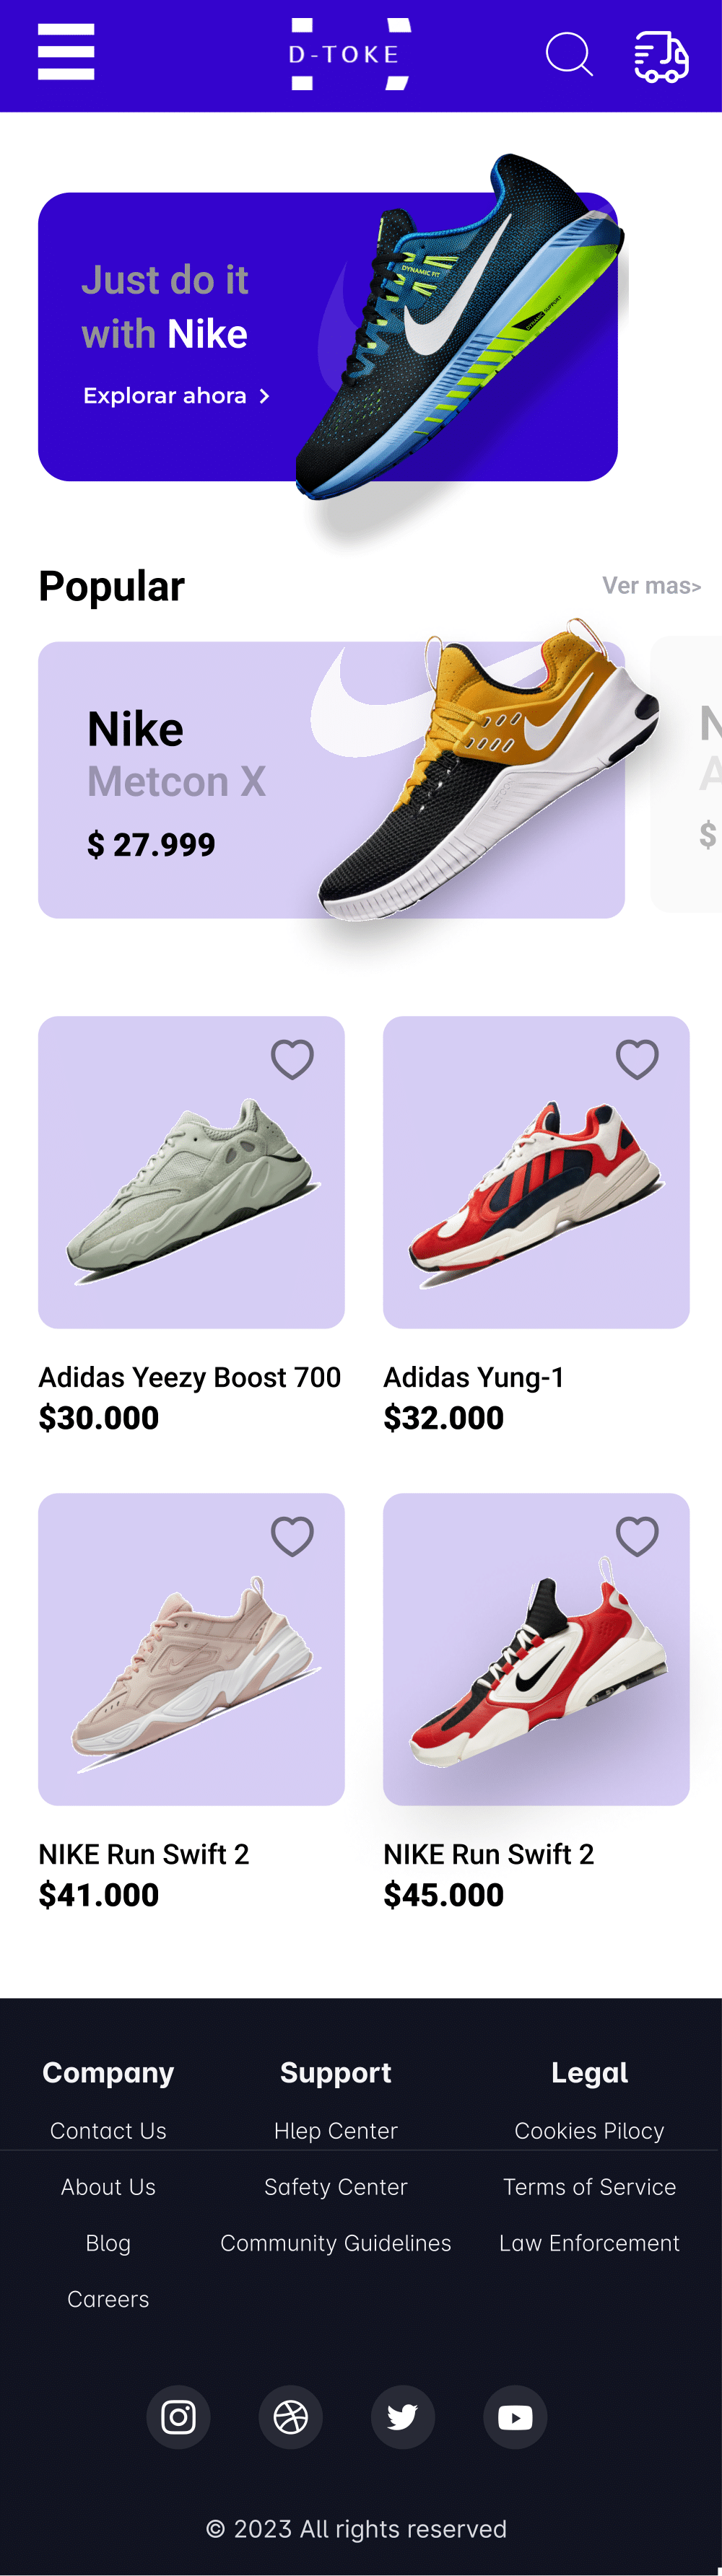 D-TOKE
Just do it
with Nike
Explorar ahora >
DYNAMIC FIT
DYNAMIC SUPPORT
Popular
Ver mas>
Nike
Metcon X
$ 27.999
N
A
$
Adidas Yeezy Boost 700
$30.000
Adidas Yung-1
$32.000
NIKE Run Swift 2
$41.000
NIKE Run Swift 2
$45.000
Company
Support
Legal
Contact Us
Hlep Center
Cookies Pilocy
About Us
Safety Center
Terms of Service
Blog
Community Guidelines
Law Enforcement
Careers
© 2023 All rights reserved